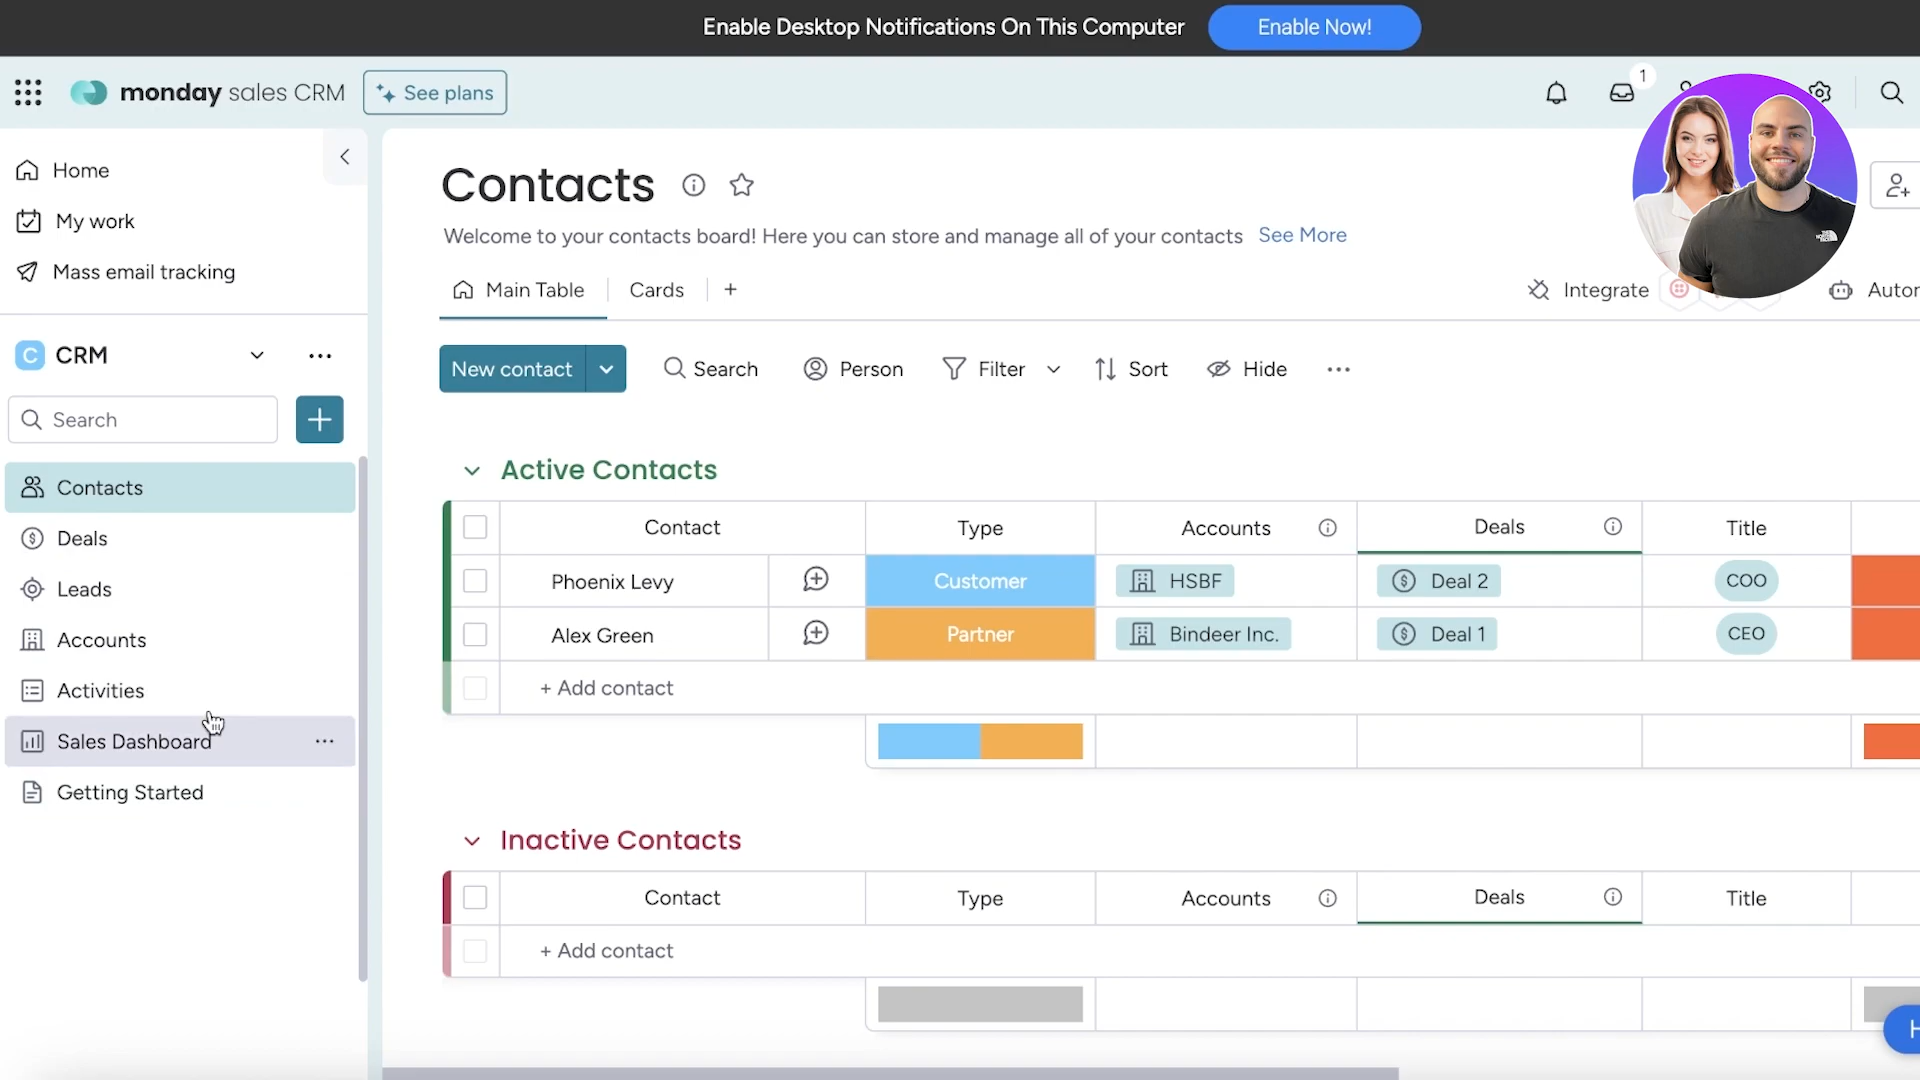 Enable Desktop Notifications On This Computer Enable Now!
monday sales CRM See plans 1
Home
My work
Mass email tracking
C CRM
Search
Contacts
Deals
Leads
Accounts
Activities
Sales Dashboard
Getting Started
Contacts
Welcome to your contacts board! Here you can store and manage all of your contacts See More
Main Table Cards + Integrate
New contact Search Person Filter Sort Hide
Active Contacts
Contact Type Accounts Deals Title
Phoenix Levy Customer HSBF Deal 2 COO
Alex Green Partner Bindeer Inc. Deal 1 CEO
+ Add contact
Inactive Contacts
Contact Type Accounts Deals Title
+ Add contact